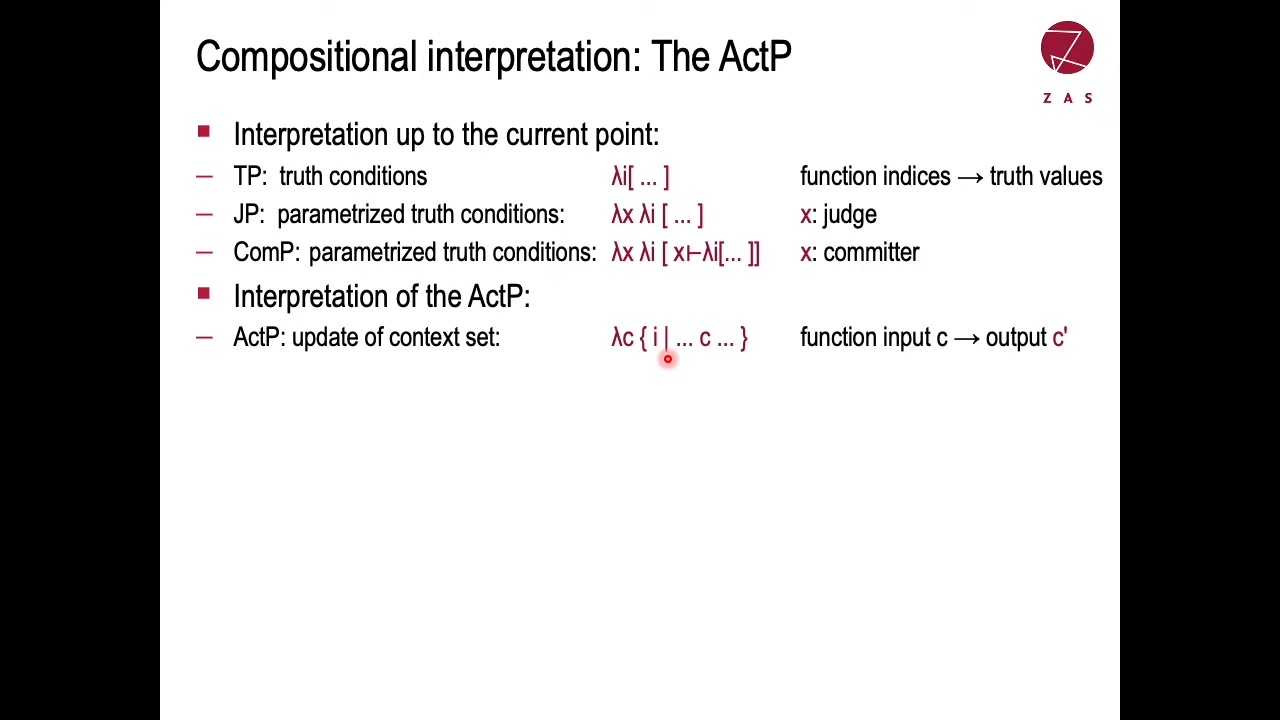 Compositional interpretation: The ActP
Z A S
Interpretation up to the current point:
– TP: truth conditions λi[ ... ] function indices → truth values
– JP: parametrized truth conditions: λx λi [ ... ] x: judge
– ComP: parametrized truth conditions: λx λi [ x⊢λi[... ]] x: committer
Interpretation of the ActP:
– ActP: update of context set: λc { i | ... c ... } function input c → output c'